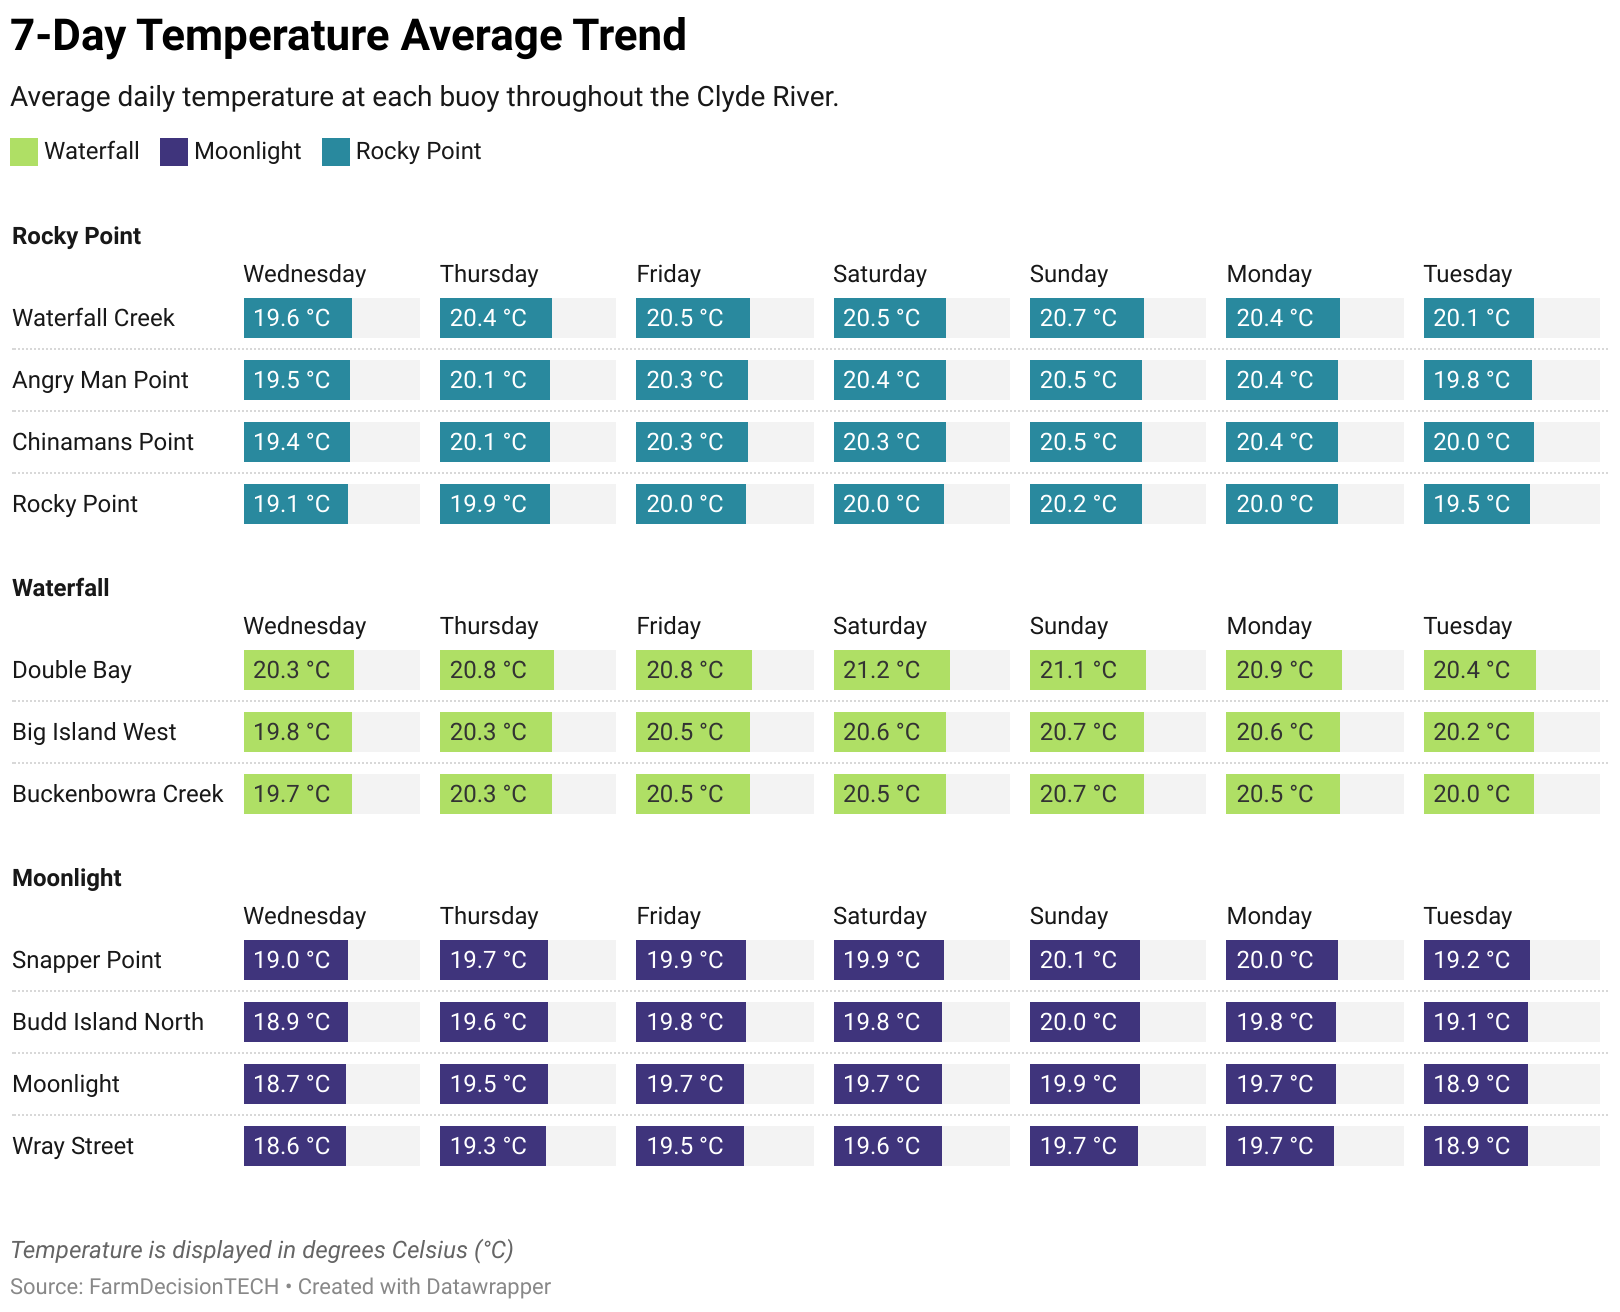 7-Day Temperature Average Trend
Average daily temperature at each buoy throughout the Clyde River.
Waterfall Moonlight Rocky Point
Rocky Point
Wednesday Thursday Friday Saturday Sunday Monday Tuesday
Waterfall Creek 19.6 °C 20.4 °C 20.5 °C 20.5 °C 20.7 °C 20.4 °C 20.1 °C
Angry Man Point 19.5 °C 20.1 °C 20.3 °C 20.4 °C 20.5 °C 20.4 °C 19.8 °C
Chinamans Point 19.4 °C 20.1 °C 20.3 °C 20.3 °C 20.5 °C 20.4 °C 20.0 °C
Rocky Point 19.1 °C 19.9 °C 20.0 °C 20.0 °C 20.2 °C 20.0 °C 19.5 °C
Waterfall
Wednesday Thursday Friday Saturday Sunday Monday Tuesday
Double Bay 20.3 °C 20.8 °C 20.8 °C 21.2 °C 21.1 °C 20.9 °C 20.4 °C
Big Island West 19.8 °C 20.3 °C 20.5 °C 20.6 °C 20.7 °C 20.6 °C 20.2 °C
Buckenbowra Creek 19.7 °C 20.3 °C 20.5 °C 20.5 °C 20.7 °C 20.5 °C 20.0 °C
Moonlight
Wednesday Thursday Friday Saturday Sunday Monday Tuesday
Snapper Point 19.0 °C 19.7 °C 19.9 °C 19.9 °C 20.1 °C 20.0 °C 19.2 °C
Budd Island North 18.9 °C 19.6 °C 19.8 °C 19.8 °C 20.0 °C 19.8 °C 19.1 °C
Moonlight 18.7 °C 19.5 °C 19.7 °C 19.7 °C 19.9 °C 19.7 °C 18.9 °C
Wray Street 18.6 °C 19.3 °C 19.5 °C 19.6 °C 19.7 °C 19.7 °C 18.9 °C
Temperature is displayed in degrees Celsius (°C)
Source: FarmDecisionTECH • Created with Datawrapper